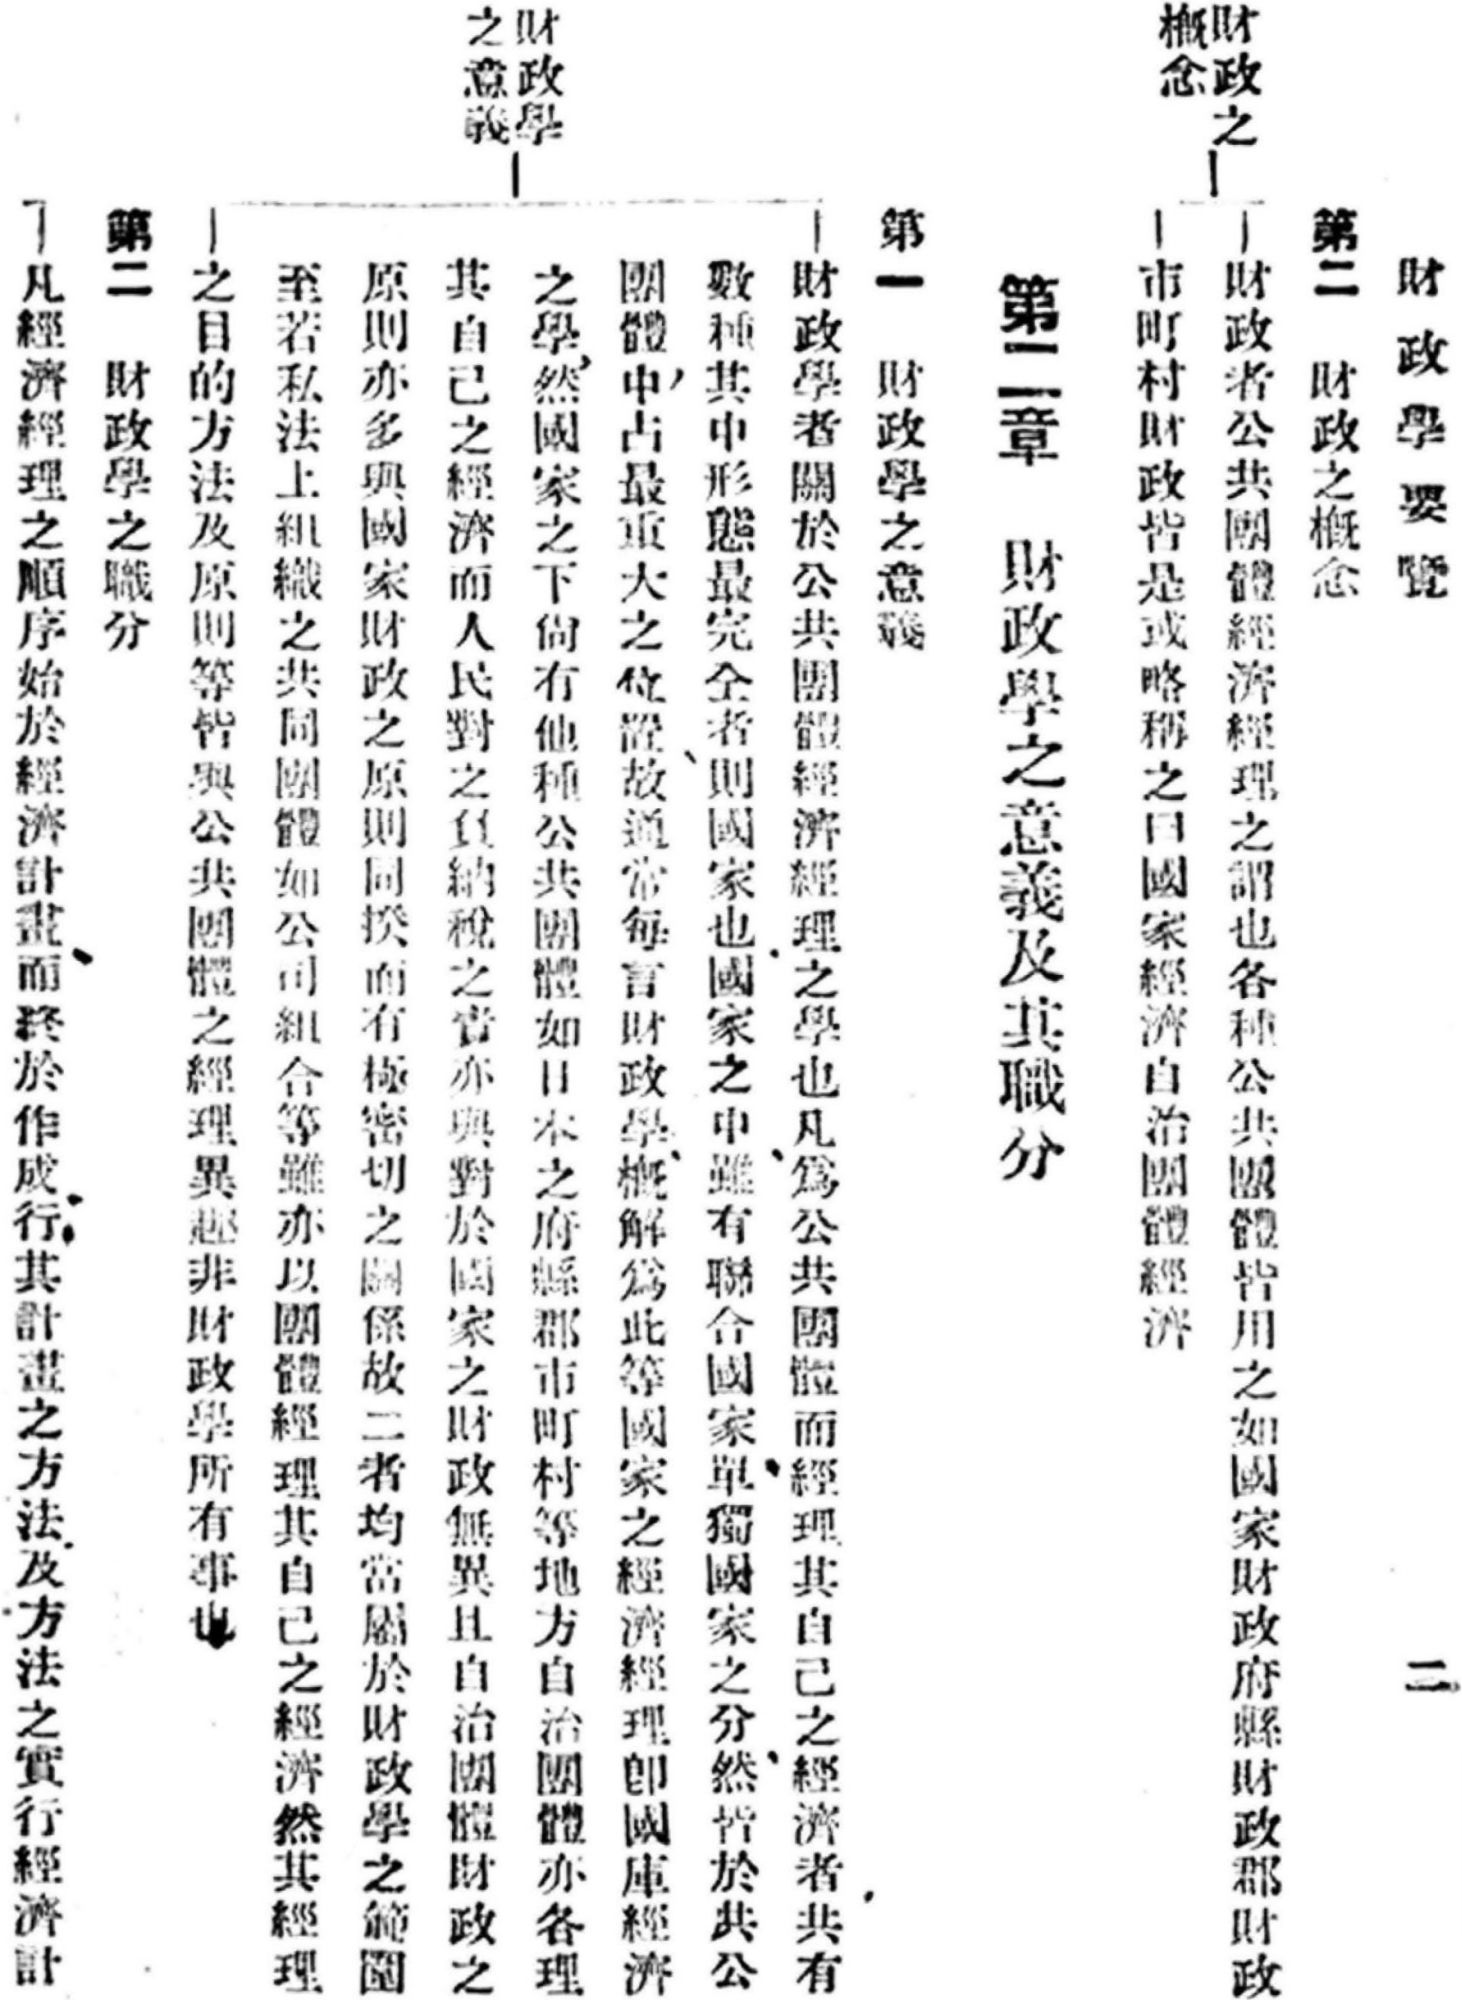 財政學要覽
二
第二　財政之概念
財政之
概念
財政者公共團體經濟經理之謂也各種公共團體皆用之如國家財政府縣財政郡財政
市町村財政皆是或略稱之曰國家經濟自治團體經濟
第二章　財政學之意義及其職分
第一　財政學之意義
財政學
之意義
財政學者關於公共團體經濟經理之學也凡爲公共團體而經理其自己之經濟者共有
數種其中形態最完全者則國家也國家之中雖有聯合國家單獨國家之分然皆於共公
團體中占最重大之位置故通常每言財政學槪解爲此等國家之經濟經理卽國庫經濟
之學然國家之下尙有他種公共團體如日本之府縣郡市町村等地方自治團體亦各理
其自己之經濟而人民對之負納稅之責亦與對於國家之財政無異且自治團體財政之
原則亦多與國家財政之原則同揆而有極密切之關係故二者均當屬於財政學之範圍
至若私法上組織之共同團體如公司組合等雖亦以團體經理其自己之經濟然其經理
之目的方法及原則等皆與公共團體之經理異趣非財政學所有事也
第二　財政學之職分
凡經濟經理之順序始於經濟計畫而終於作成行其計畫之方法及方法之實行經濟計